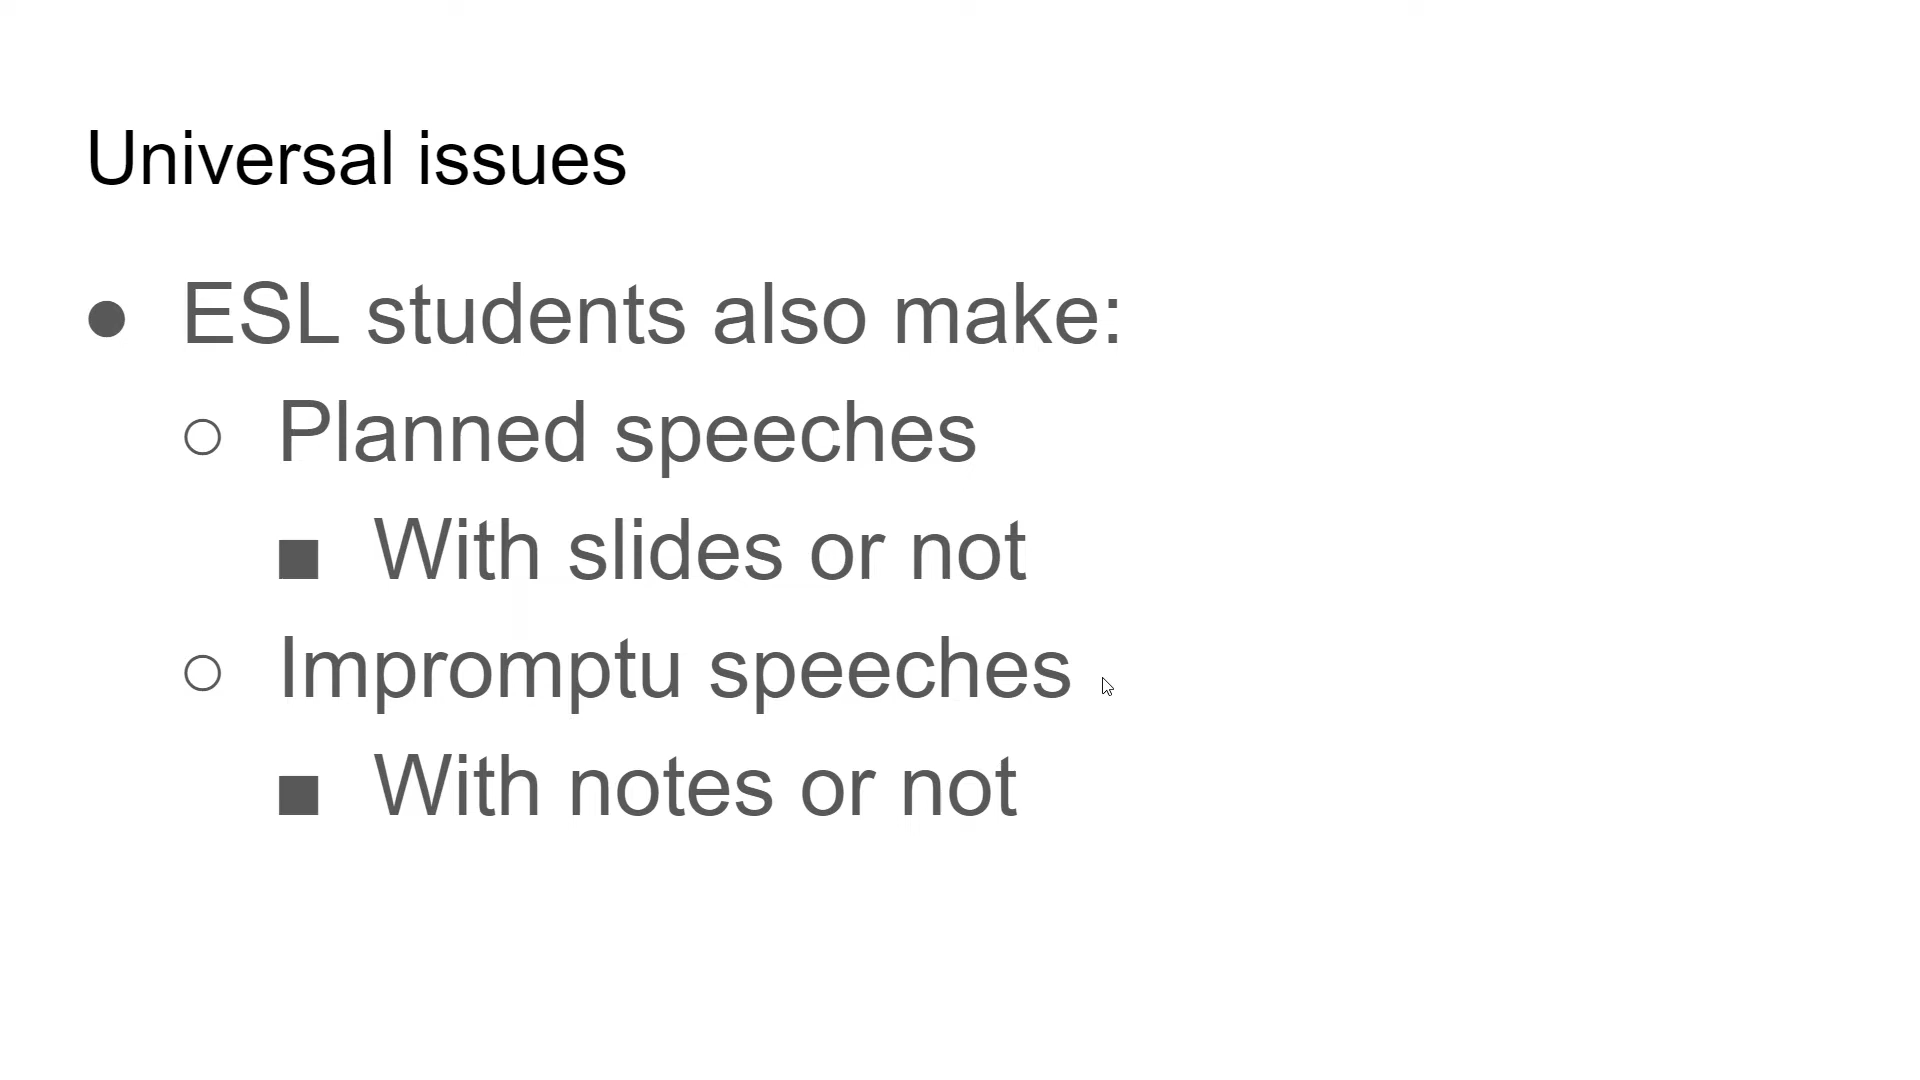 Universal issues
● ESL students also make:
○ Planned speeches
■ With slides or not
○ Impromptu speeches
■ With notes or not